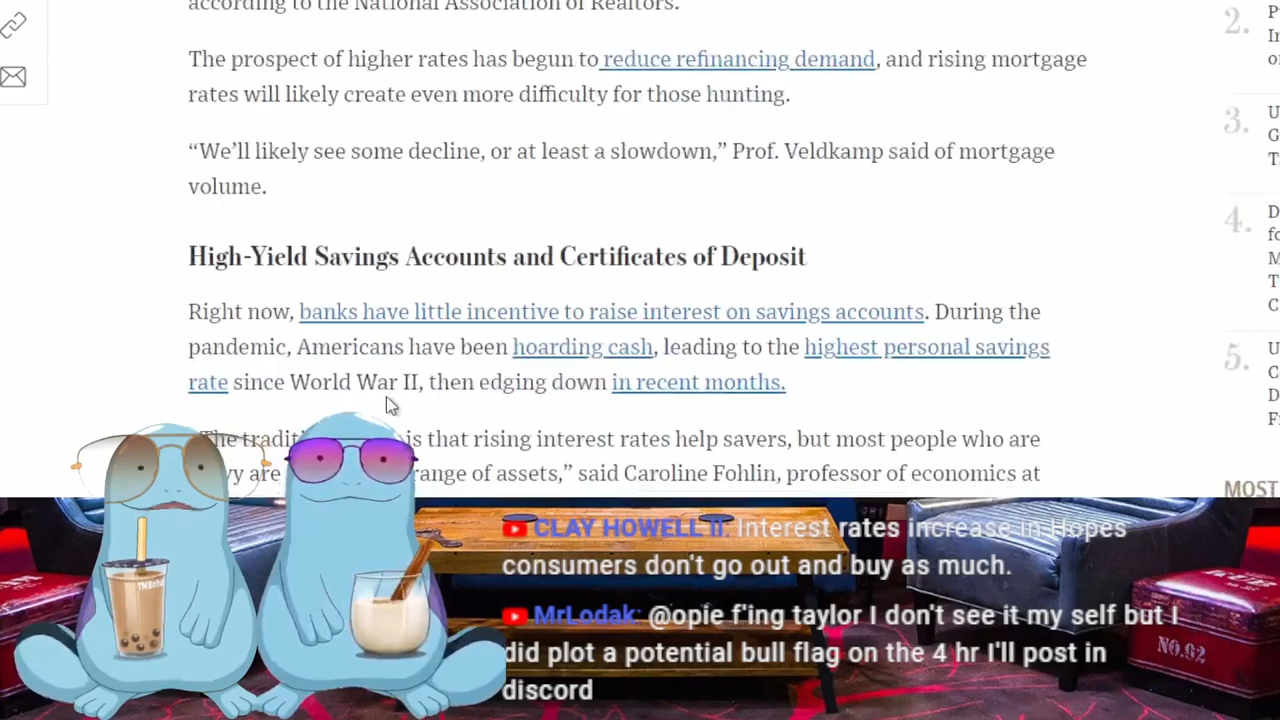 according to the National Association of Realtors.
The prospect of higher rates has begun to reduce refinancing demand, and rising mortgage
rates will likely create even more difficulty for those hunting.
“We’ll likely see some decline, or at least a slowdown,” Prof. Veldkamp said of mortgage
volume.
High-Yield Savings Accounts and Certificates of Deposit
Right now, banks have little incentive to raise interest on savings accounts. During the
pandemic, Americans have been hoarding cash, leading to the highest personal savings
rate since World War II, then edging down in recent months.
is that rising interest rates help savers, but most people who are
range of assets,” said Caroline Fohlin, professor of economics at
2.
3.
4.
5.
MOST
CLAY HOWELL II: Interest rates increase in Hopes
consumers don't go out and buy as much.
MrLodak: @opie f'ing taylor I don't see it my self but I
did plot a potential bull flag on the 4 hr I'll post in
discord
NO.62